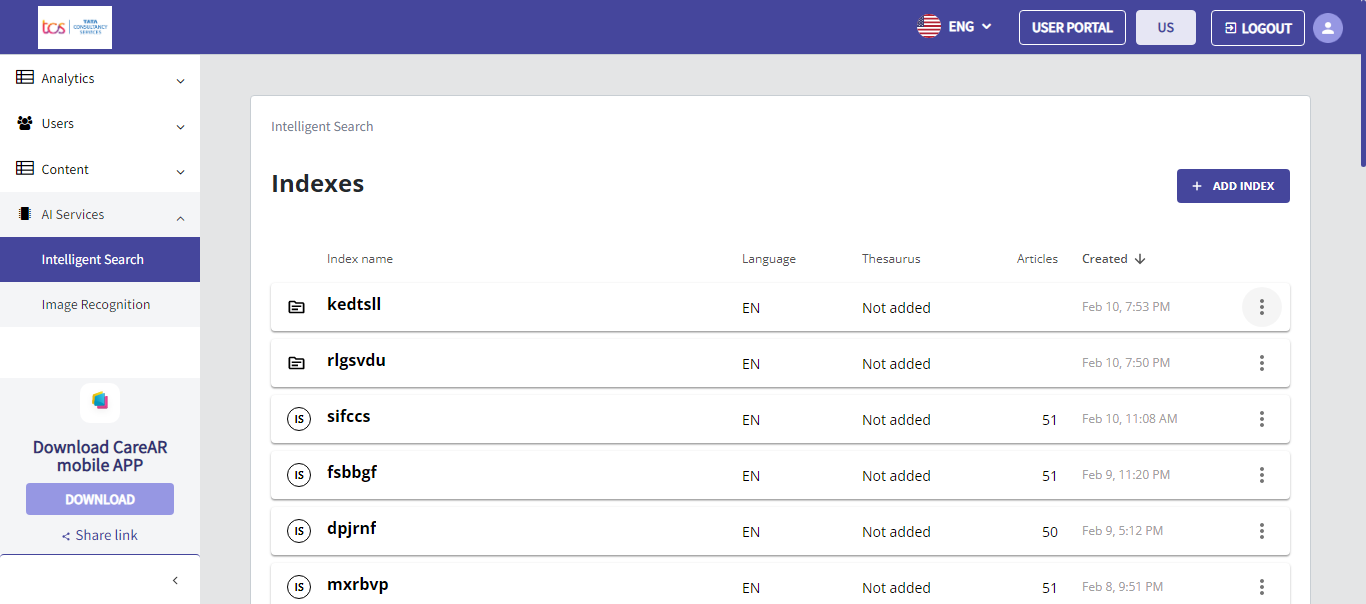 tcs TATA CONSULTANCY SERVICES
ENG
USER PORTAL
US
LOGOUT
Analytics
Users
Content
AI Services
Intelligent Search
Image Recognition
Download CareAR
mobile APP
DOWNLOAD
Share link
Intelligent Search
Indexes
+ ADD INDEX
Index name Language Thesaurus Articles Created
kedtsll EN Not added Feb 10, 7:53 PM
rlgsvdu EN Not added Feb 10, 7:50 PM
IS sifccs EN Not added 51 Feb 10, 11:08 AM
IS fsbbgf EN Not added 51 Feb 9, 11:20 PM
IS dpjrnf EN Not added 50 Feb 9, 5:12 PM
IS mxrbvp EN Not added 51 Feb 8, 9:51 PM